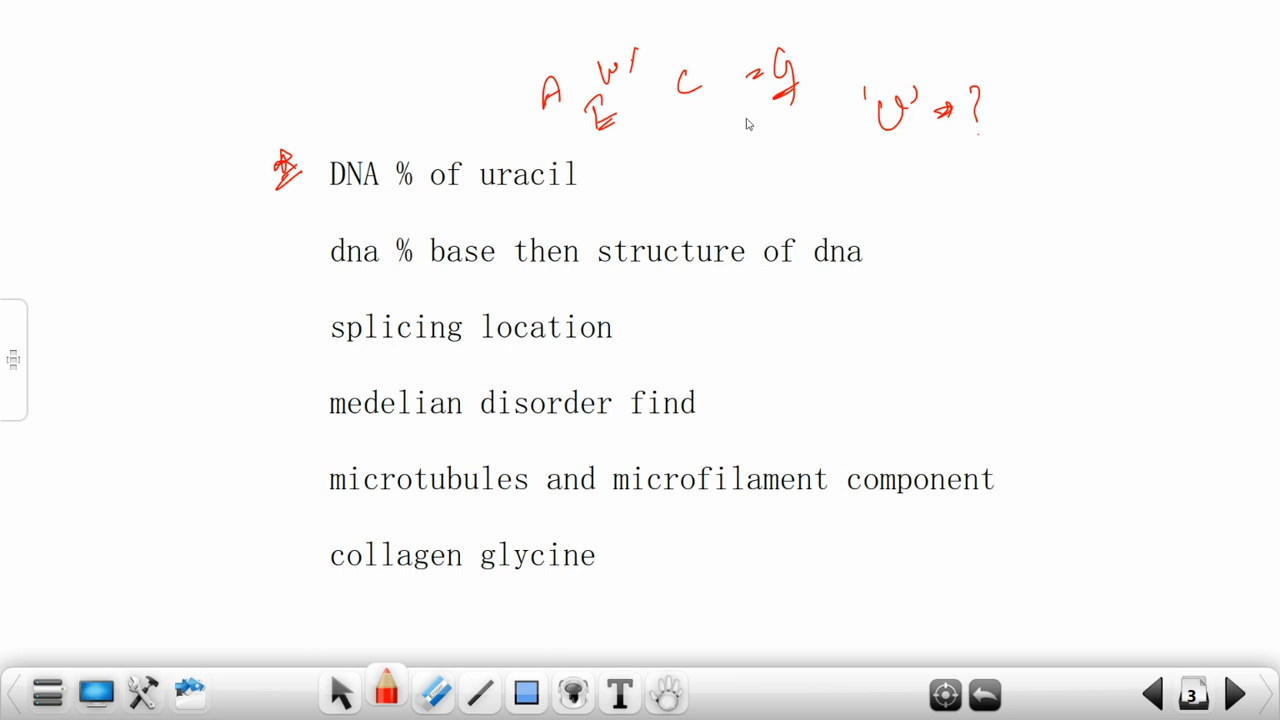 A C = G 'U' → ?
DNA % of uracil
dna % base then structure of dna
splicing location
medelian disorder find
microtubules and microfilament component
collagen glycine
T
3